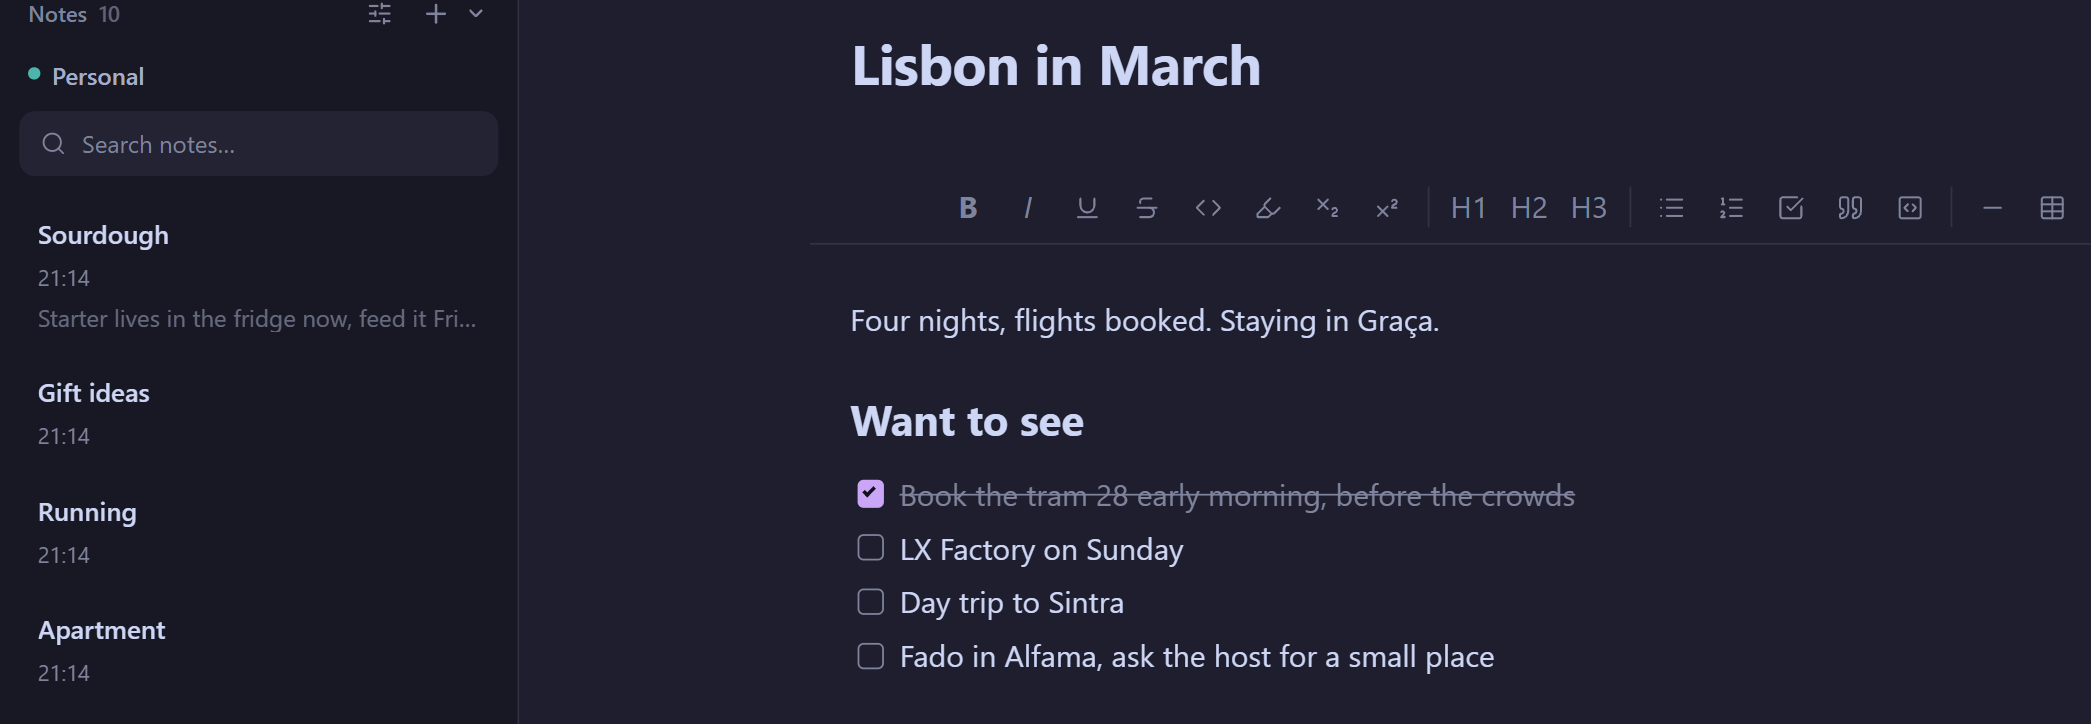 Notes 10
Personal
Search notes...
Sourdough
21:14
Starter lives in the fridge now, feed it Fri...
Gift ideas
21:14
Running
21:14
Apartment
21:14
Lisbon in March
B I U S <> X2 X2 H1 H2 H3
Four nights, flights booked. Staying in Graça.
Want to see
Book the tram 28 early morning, before the crowds
LX Factory on Sunday
Day trip to Sintra
Fado in Alfama, ask the host for a small place